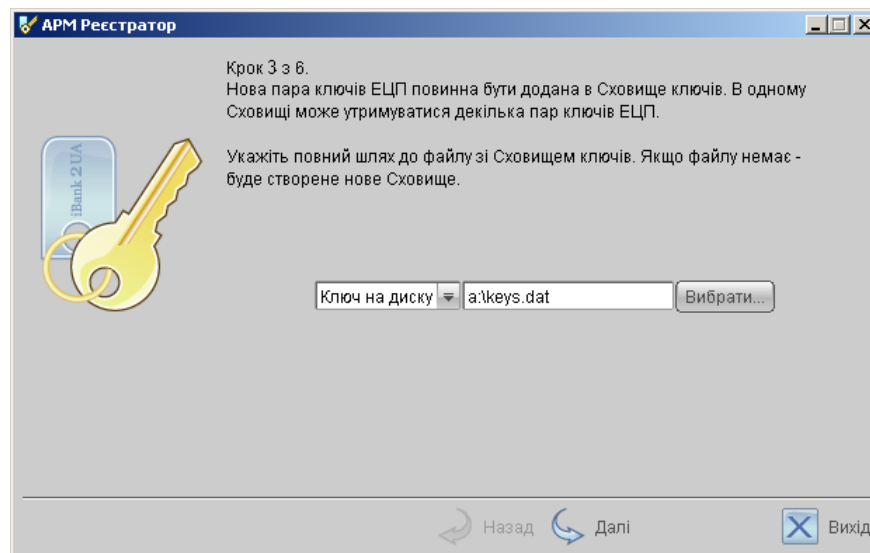 АРМ Реєстратор
Крок 3 з 6.
Нова пара ключів ЕЦП повинна бути додана в Сховище ключів. В одному
Сховищі може утримуватися декілька пар ключів ЕЦП.
Укажіть повний шлях до файлу зі Сховищем ключів. Якщо файлу немає -
буде створене нове Сховище.
iBank 2 UA
Ключ на диску
a:\keys.dat
Вибрати...
Назад
Далі
Вихід